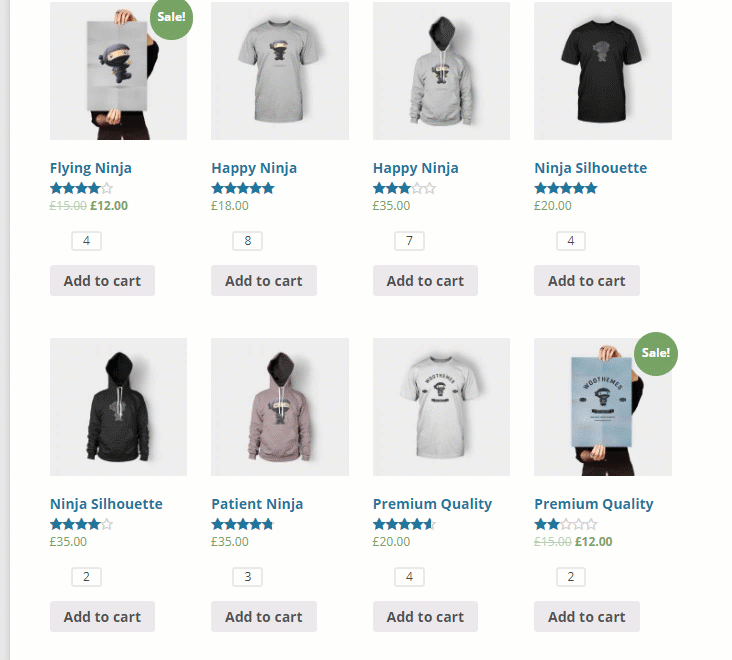 Sale!
Flying Ninja
£15.00 £12.00
4
Add to cart
Happy Ninja
£18.00
8
Add to cart
Happy Ninja
£35.00
7
Add to cart
Ninja Silhouette
£20.00
4
Add to cart
Ninja Silhouette
£35.00
2
Add to cart
Patient Ninja
£35.00
3
Add to cart
WOOTHEMES
Premium Quality
£20.00
4
Add to cart
Sale!
WOOTHEMES
Premium Quality
£15.00 £12.00
2
Add to cart